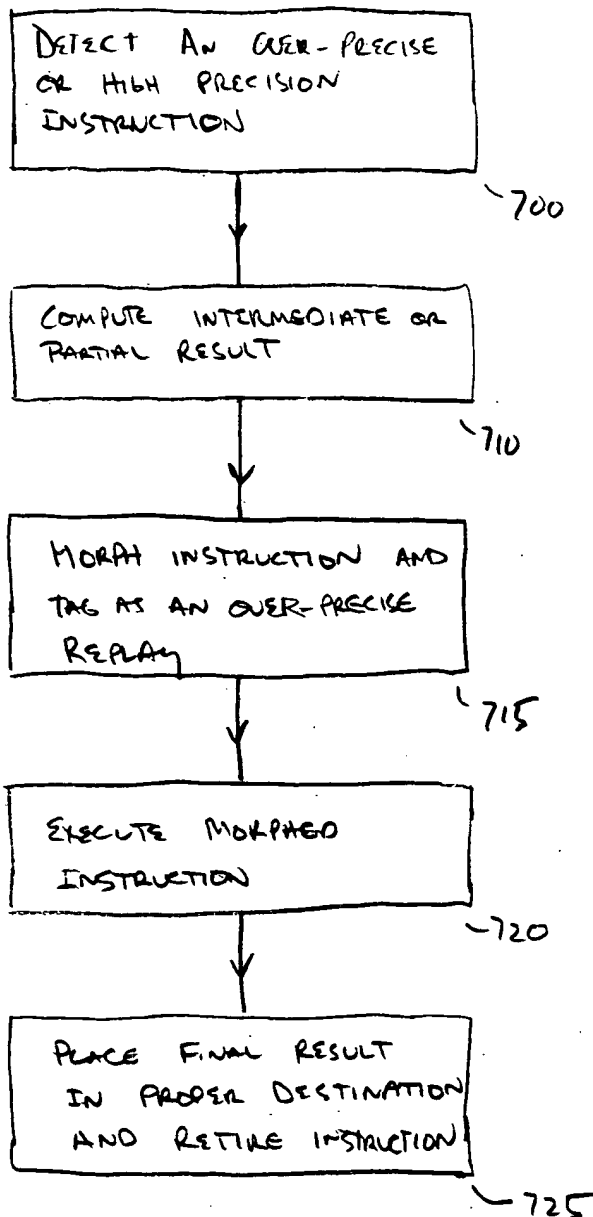 DETECT AN OVER-PRECISE
OR HIGH PRECISION
INSTRUCTION
700
COMPUTE INTERMEDIATE OR
PARTIAL RESULT
710
MORPH INSTRUCTION AND
TAG AS AN OVER-PRECISE
REPLAY
715
EXECUTE MORPHED
INSTRUCTION
720
PLACE FINAL RESULT
IN PROPER DESTINATION
AND RETIRE INSTRUCTION
725